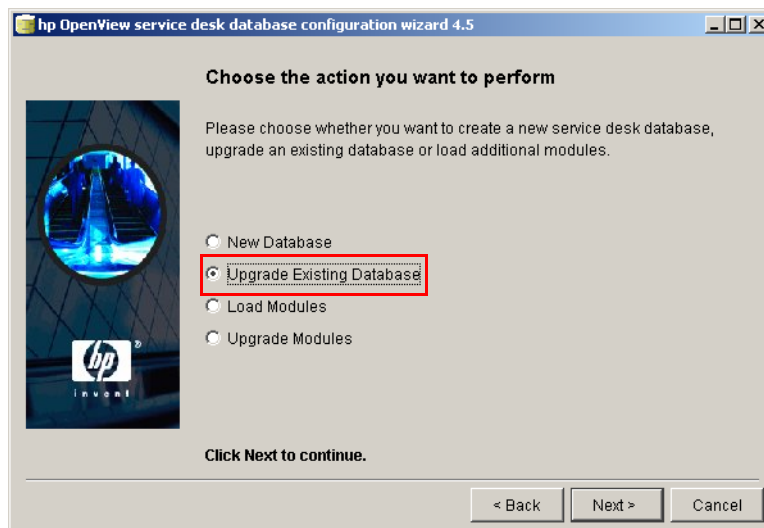 hp OpenView service desk database configuration wizard 4.5
Choose the action you want to perform
Please choose whether you want to create a new service desk database,
upgrade an existing database or load additional modules.
New Database
Upgrade Existing Database
Load Modules
Upgrade Modules
hp ®
invent
Click Next to continue.
< Back
Next >
Cancel